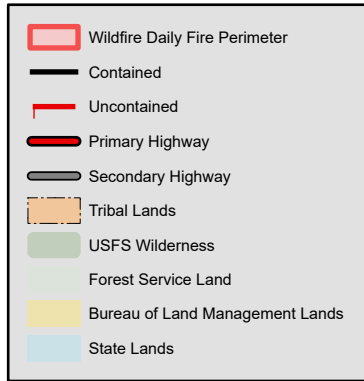 Wildfire Daily Fire Perimeter
Contained
Uncontained
Primary Highway
Secondary Highway
Tribal Lands
USFS Wilderness
Forest Service Land
Bureau of Land Management Lands
State Lands